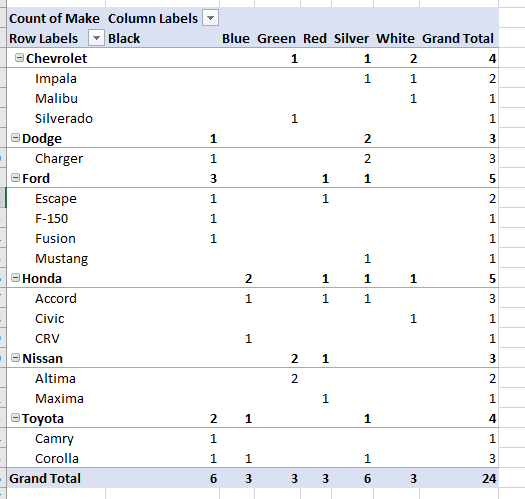 Count of Make Column Labels
Row Labels Black Blue Green Red Silver White Grand Total
Chevrolet 1 1 2 4
Impala 1 1 2
Malibu 1 1
Silverado 1 1
Dodge 1 2 3
Charger 1 2 3
Ford 3 1 1 5
Escape 1 1 2
F-150 1 1
Fusion 1 1
Mustang 1 1
Honda 2 1 1 1 5
Accord 1 1 1 3
Civic 1 1
CRV 1 1
Nissan 2 1 3
Altima 2 2
Maxima 1 1
Toyota 2 1 1 4
Camry 1 1
Corolla 1 1 1 3
Grand Total 6 3 3 3 6 3 24